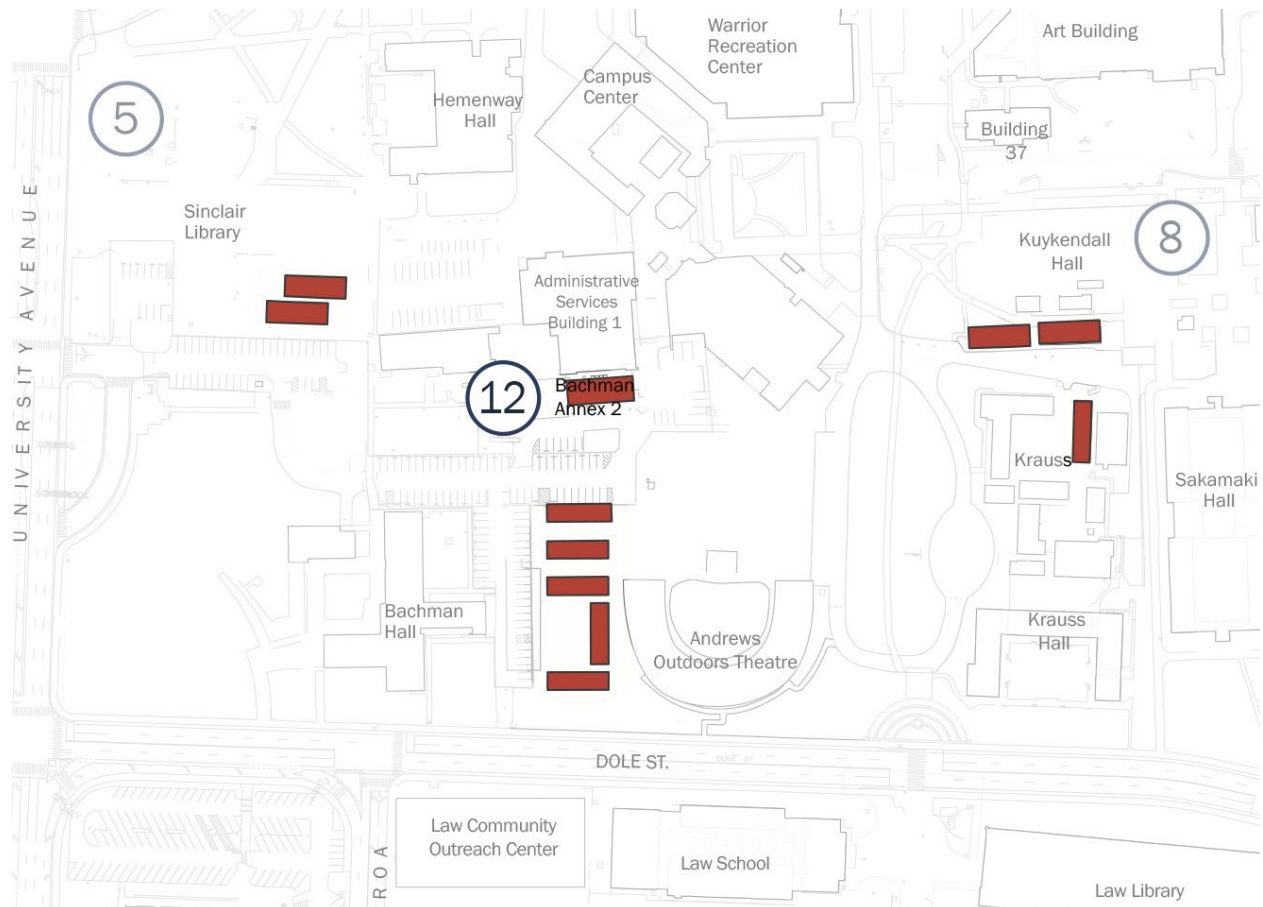 Warrior
Recreation
Center
Art Building
Campus
Center
Hemenway
Hall
5
Building
37
UNIVERSITY AVENUE
Sinclair
Library
Kuykendall
Hall
8
Administrative
Services
Building 1
12
Bachman
Annex 2
Krauss
Sakamaki
Hall
Bachman
Hall
Andrews
Outdoors Theatre
Krauss
Hall
DOLE ST.
DOLE ST
Law Community
Outreach Center
Law School
ROA
Law Library